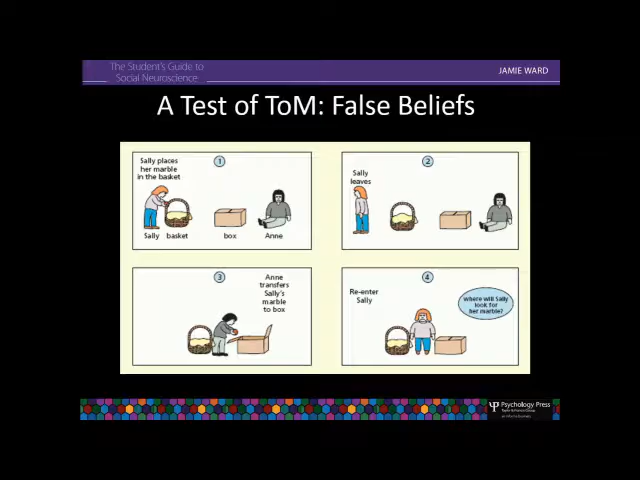 The Student's Guide to
Social Neuroscience
JAMIE WARD
A Test of ToM: False Beliefs
Sally places
her marble
in the basket
1
Sally
basket
box
Anne
2
Sally
leaves
3
Anne
transfers
Sally's
marble
to box
4
Re-enter
Sally
where will Sally
look for
her marble?
Psychology Press